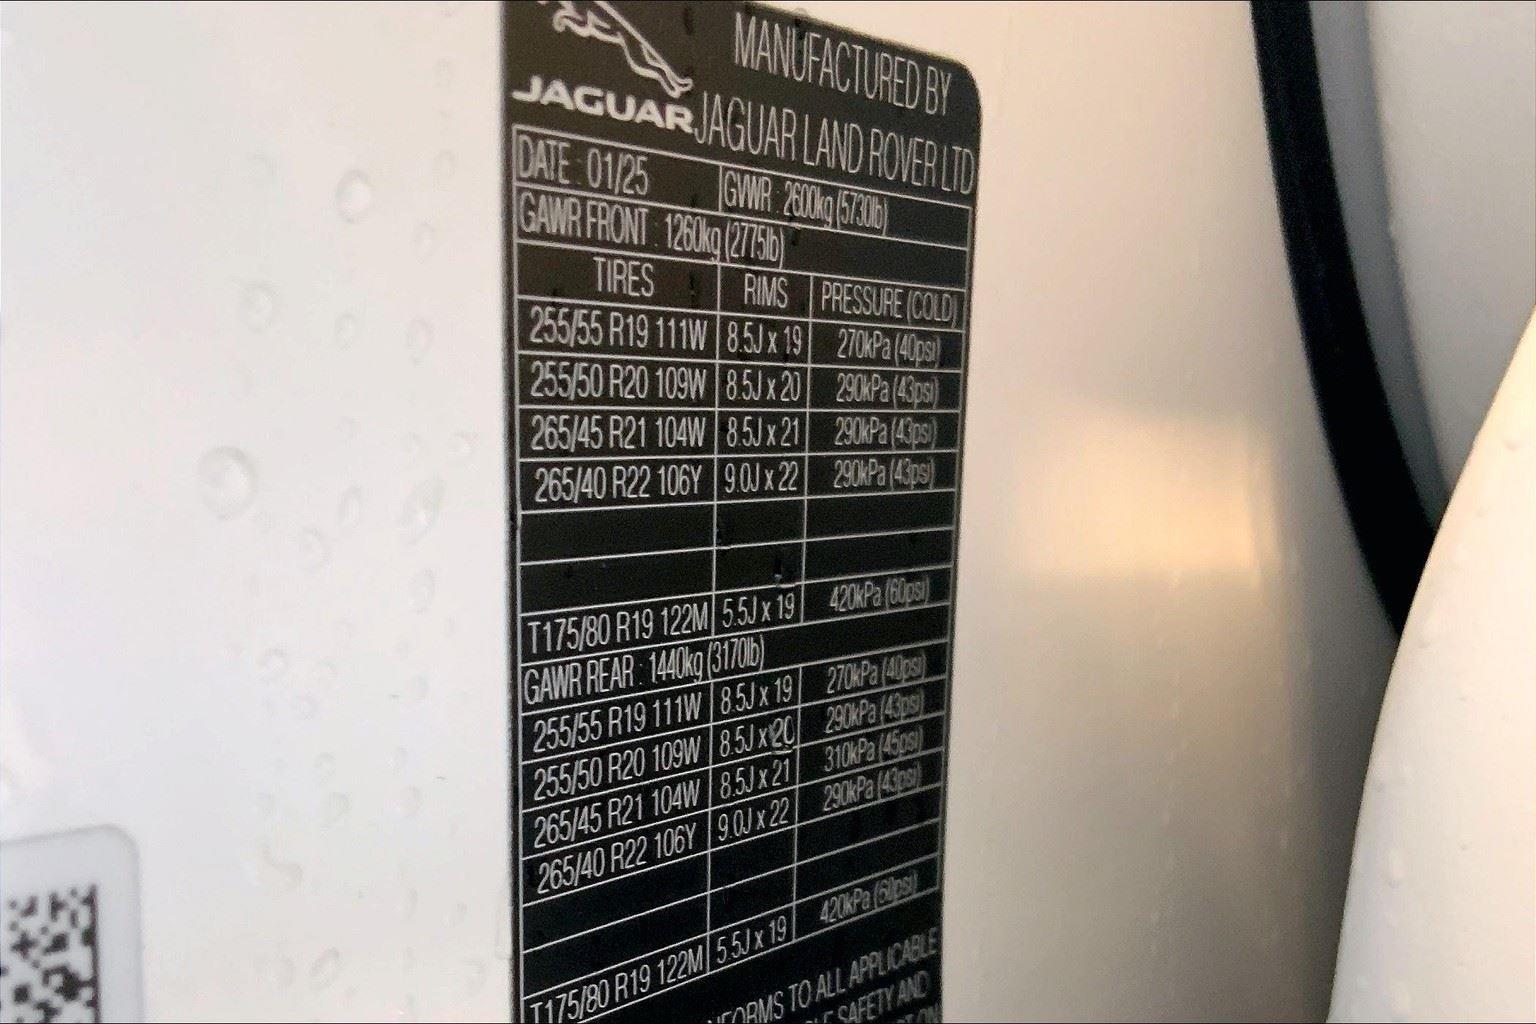 JAGUAR
MANUFACTURED BY
JAGUAR LAND ROVER LTD
DATE : 01/25 GVWR : 2600kg (5730lb)
GAWR FRONT : 1260kg (2775lb)
TIRES RIMS PRESSURE (COLD)
255/55 R19 111W 8.5J x 19 270kPa (40psi)
255/50 R20 109W 8.5J x 20 290kPa (43psi)
265/45 R21 104W 8.5J x 21 290kPa (43psi)
265/40 R22 106Y 9.0J x 22 290kPa (43psi)
T175/80 R19 122M 5.5J x 19 420kPa (60psi)
GAWR REAR : 1440kg (3170lb)
255/55 R19 111W 8.5J x 19 270kPa (40psi)
255/50 R20 109W 8.5J x 20 290kPa (43psi)
265/45 R21 104W 8.5J x 21 310kPa (45psi)
265/40 R22 106Y 9.0J x 22 290kPa (43psi)
T175/80 R19 122M 5.5J x 19 420kPa (60psi)
TO ALL APPLICABLE
SAFETY AND